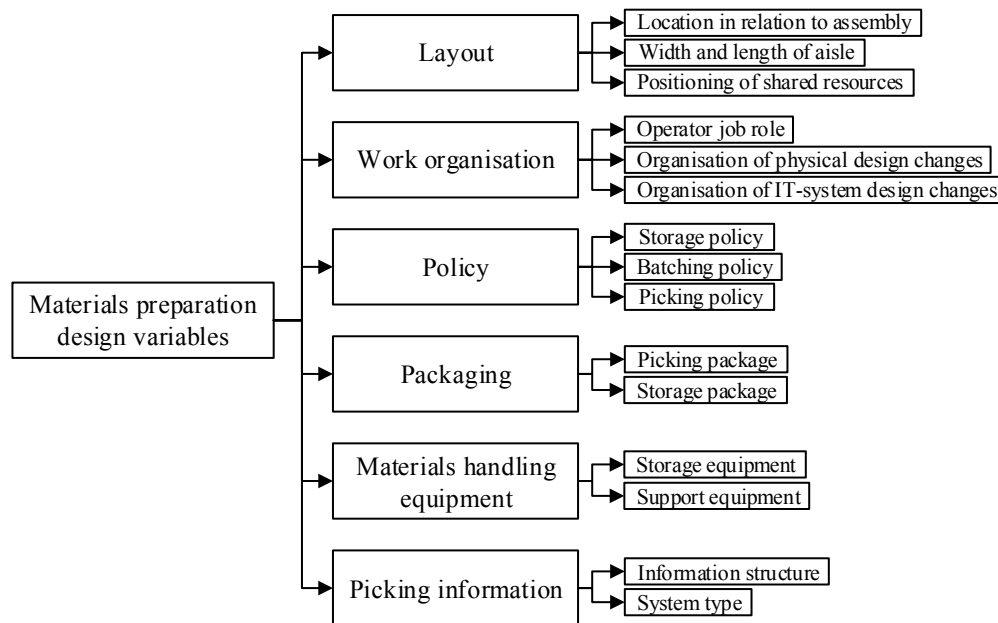 Materials preparation
design variables
Layout
Location in relation to assembly
Width and length of aisle
Positioning of shared resources
Work organisation
Operator job role
Organisation of physical design changes
Organisation of IT-system design changes
Policy
Storage policy
Batching policy
Picking policy
Packaging
Picking package
Storage package
Materials handling
equipment
Storage equipment
Support equipment
Picking information
Information structure
System type